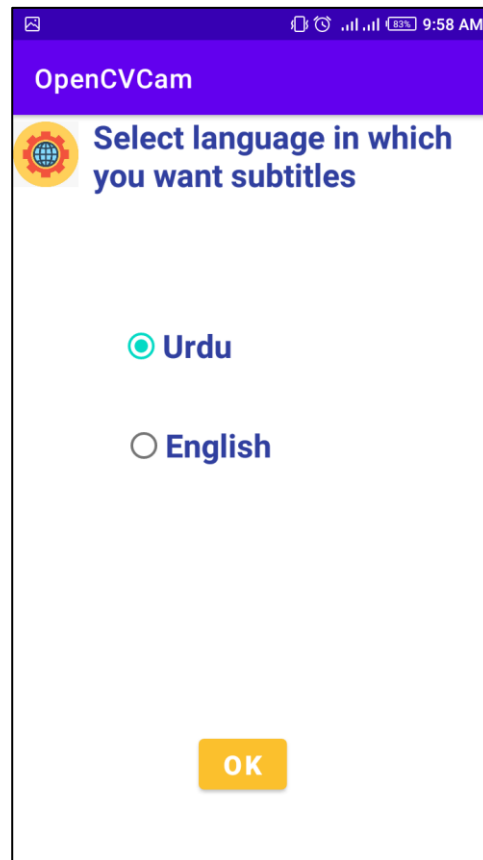 83% 9:58 AM
OpenCVCam
Select language in which
you want subtitles
Urdu
English
OK